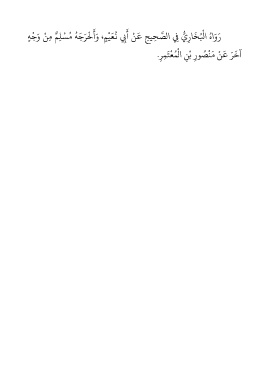 رَوَاهُ الْبُخَارِيُّ فِي الصَّحِيحِ عَنْ أَبِي نُعَيْمٍ، وَأَخْرَجَهُ مُسْلِمٌ مِنْ وَجْهٍ
آخَرَ عَنْ مَنْصُورِ بْنِ الْمُعْتَمِرِ.